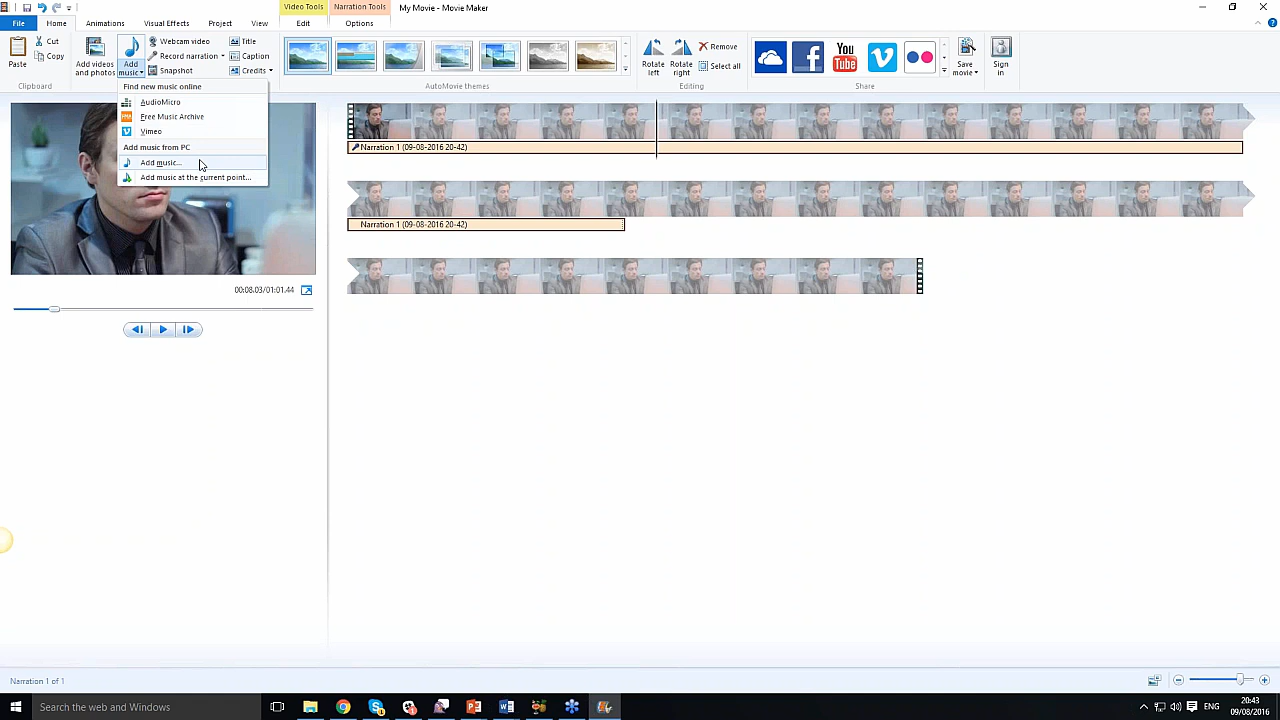 Video Tools
Narration Tools
My Movie - Movie Maker
File
Home
Animations
Visual Effects
Project
View
Edit
Options
Paste
Cut
Copy
Clipboard
Add videos
and photos
Add
music
Webcam video
Record narration
Snapshot
Title
Caption
Credits
AutoMovie themes
Rotate
left
Rotate
right
Remove
Select all
Editing
You
Tube
Share
Save
movie
Sign
in
Find new music online
AudioMicro
FMA
Free Music Archive
Vimeo
Add music from PC
Add music...
Add music at the current point...
Narration 1 (09-08-2016 20-42)
Narration 1 (09-08-2016 20-42)
00:08.03/01:01.44
Narration 1 of 1
Search the web and Windows
ENG
20:43
09/08/2016